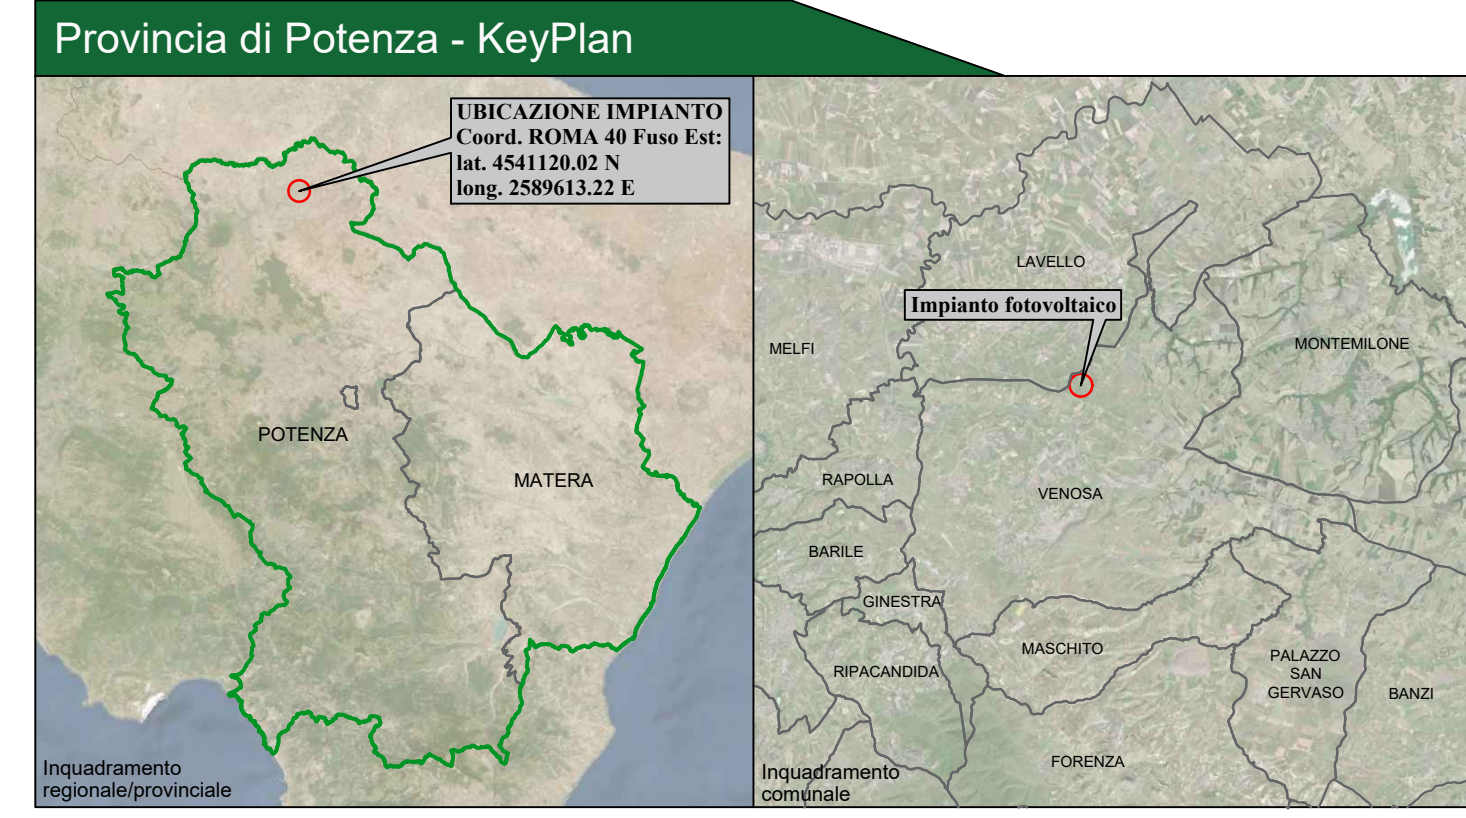 Provincia di Potenza - KeyPlan
UBICAZIONE IMPIANTO
Coord. ROMA 40 Fuso Est:
lat. 4541120.02 N
long. 2589613.22 E
POTENZA
MATERA
Inquadramento
regionale/provinciale
LAVELLO
Impianto fotovoltaico
MELFI
MONTEMILONE
RAPOLLA
VENOSA
BARILE
GINESTRA
MASCHITO
RIPACANDIDA
PALAZZO
SAN
GERVASO
BANZI
FORENZA
Inquadramento
comunale